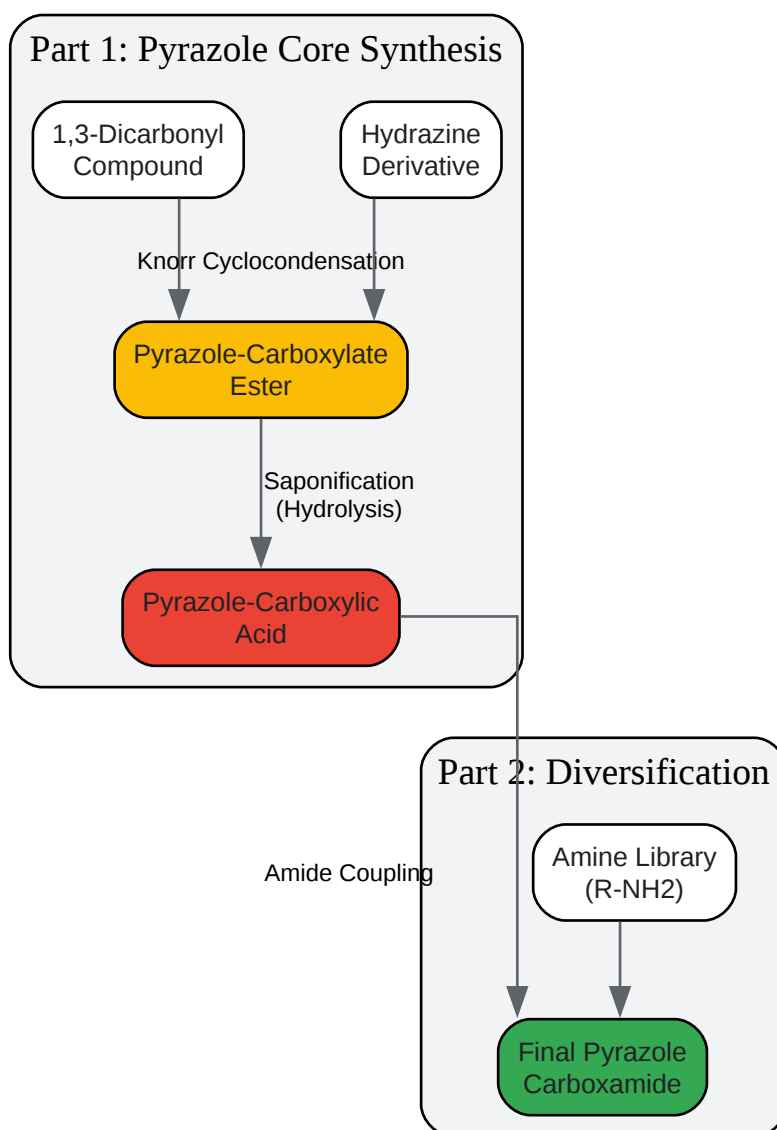 Part 1: Pyrazole Core Synthesis
1,3-Dicarbonyl
Compound
Hydrazine
Derivative
Knorr Cyclocondensation
Pyrazole-Carboxylate
Ester
Saponification
(Hydrolysis)
Pyrazole-Carboxylic
Acid
Part 2: Diversification
Amine Library
(R-NH2)
Amide Coupling
Final Pyrazole
Carboxamide